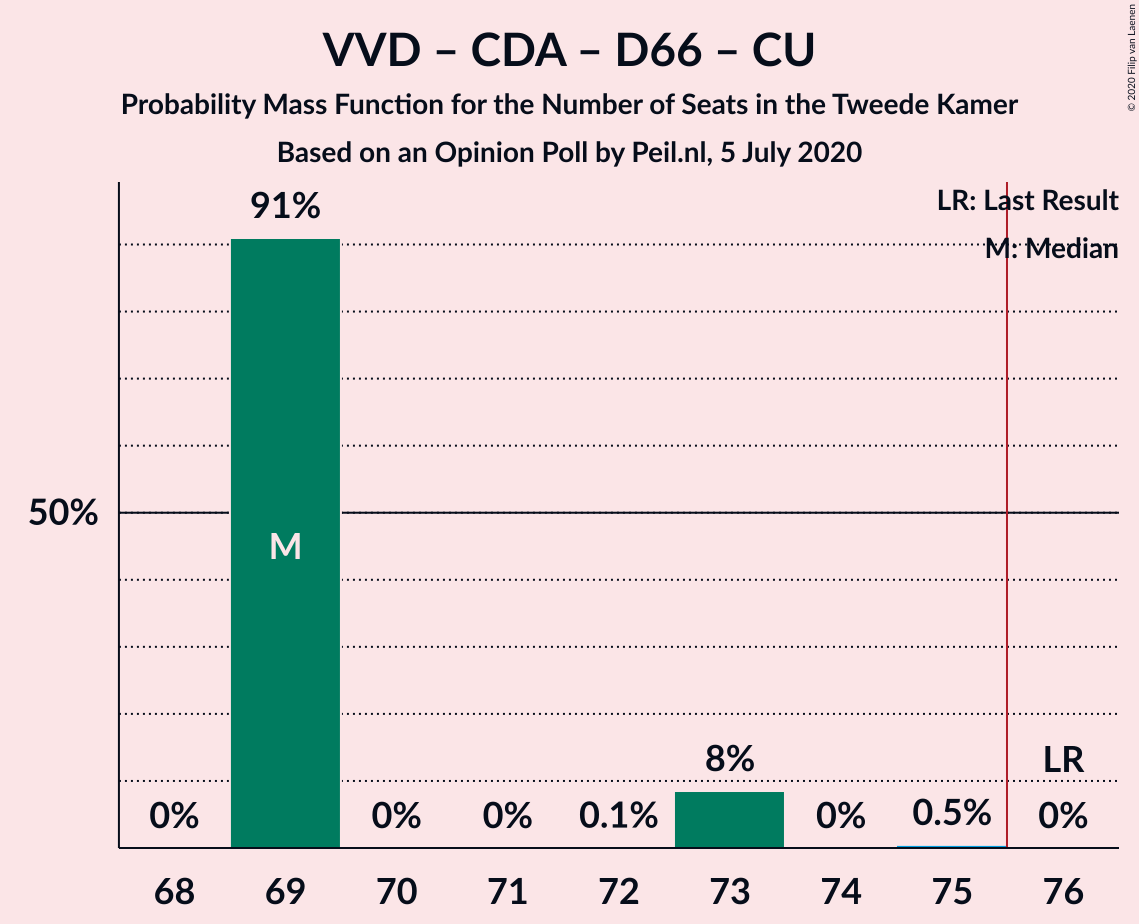 VVD – CDA – D66 – CU
Probability Mass Function for the Number of Seats in the Tweede Kamer
Based on an Opinion Poll by Peil.nl, 5 July 2020
© 2020 Filip van Laenen
LR: Last Result
M: Median
91%
50%
M
8%
LR
0%
0%
0%
0.1%
0%
0.5%
0%
68 69 70 71 72 73 74 75 76